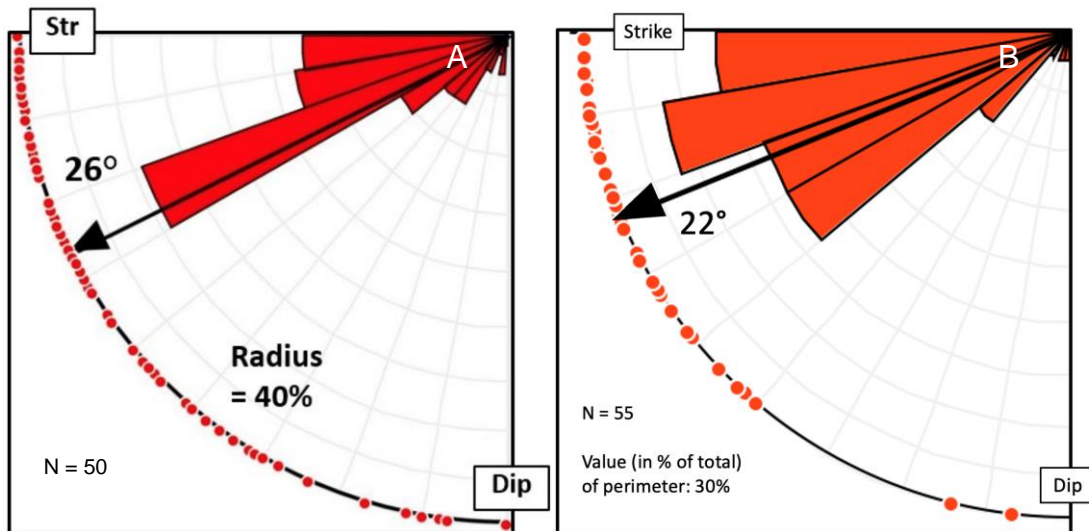 Str
A
26°
Radius
= 40%
N = 50
Dip
Strike
B
22°
N = 55
Value (in % of total)
of perimeter: 30%
Dip